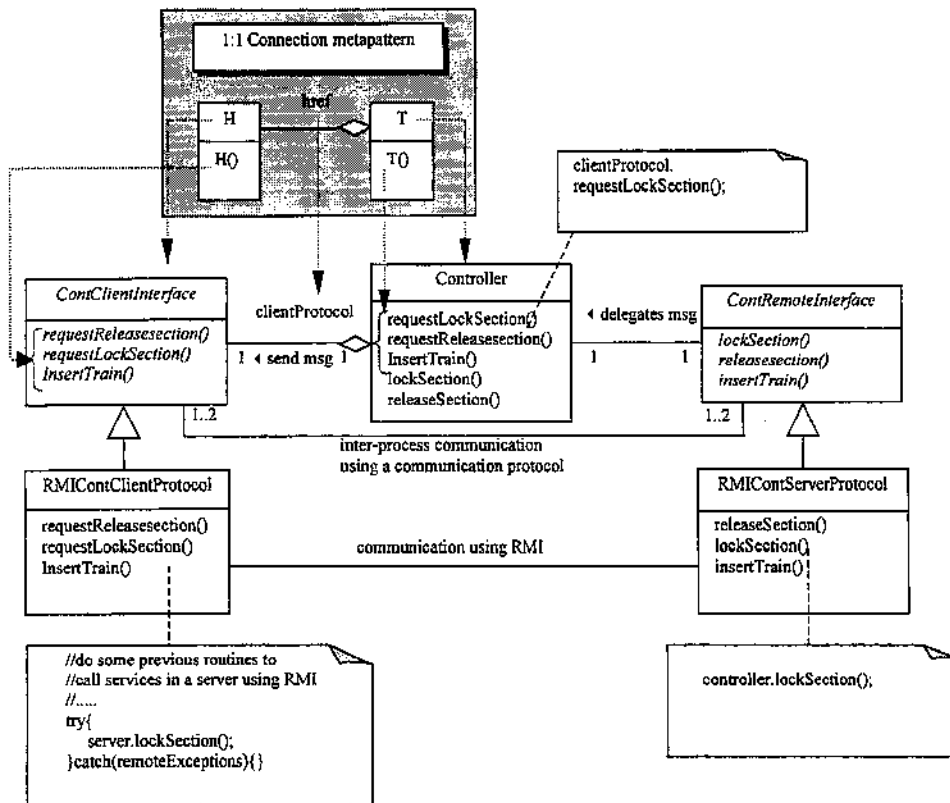 1:1 Connection metapattern
href
H
T
H()
T()
clientProtocol.
requestLockSection();
ContClientInterface
requestReleasesection()
requestLockSection()
InsertTrain()
clientProtocol
1 ◄ send msg 1
Controller
requestLockSection()
requestReleasesection()
InsertTrain()
lockSection()
releaseSection()
◄ delegates msg
1 1
ContRemoteInterface
lockSection()
releasesection()
insertTrain()
1..2
1..2
inter-process communication
using a communication protocol
RMIContClientProtocol
requestReleasesection()
requestLockSection()
InsertTrain()
communication using RMI
RMIContServerProtocol
releaseSection()
lockSection()
insertTrain()
//do some previous routines to
//call services in a server using RMI
//.....
try{
server.lockSection();
}catch(remoteExceptions){}
controller.lockSection();